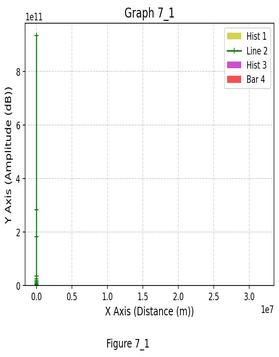 Graph 7_1
1e11
Hist 1
Line 2
Hist 3
Bar 4
8
6
4
2
0
Y Axis (Amplitude (dB))
0.0 0.5 1.0 1.5 2.0 2.5 3.0
1e7
X Axis (Distance (m))
Figure 7_1